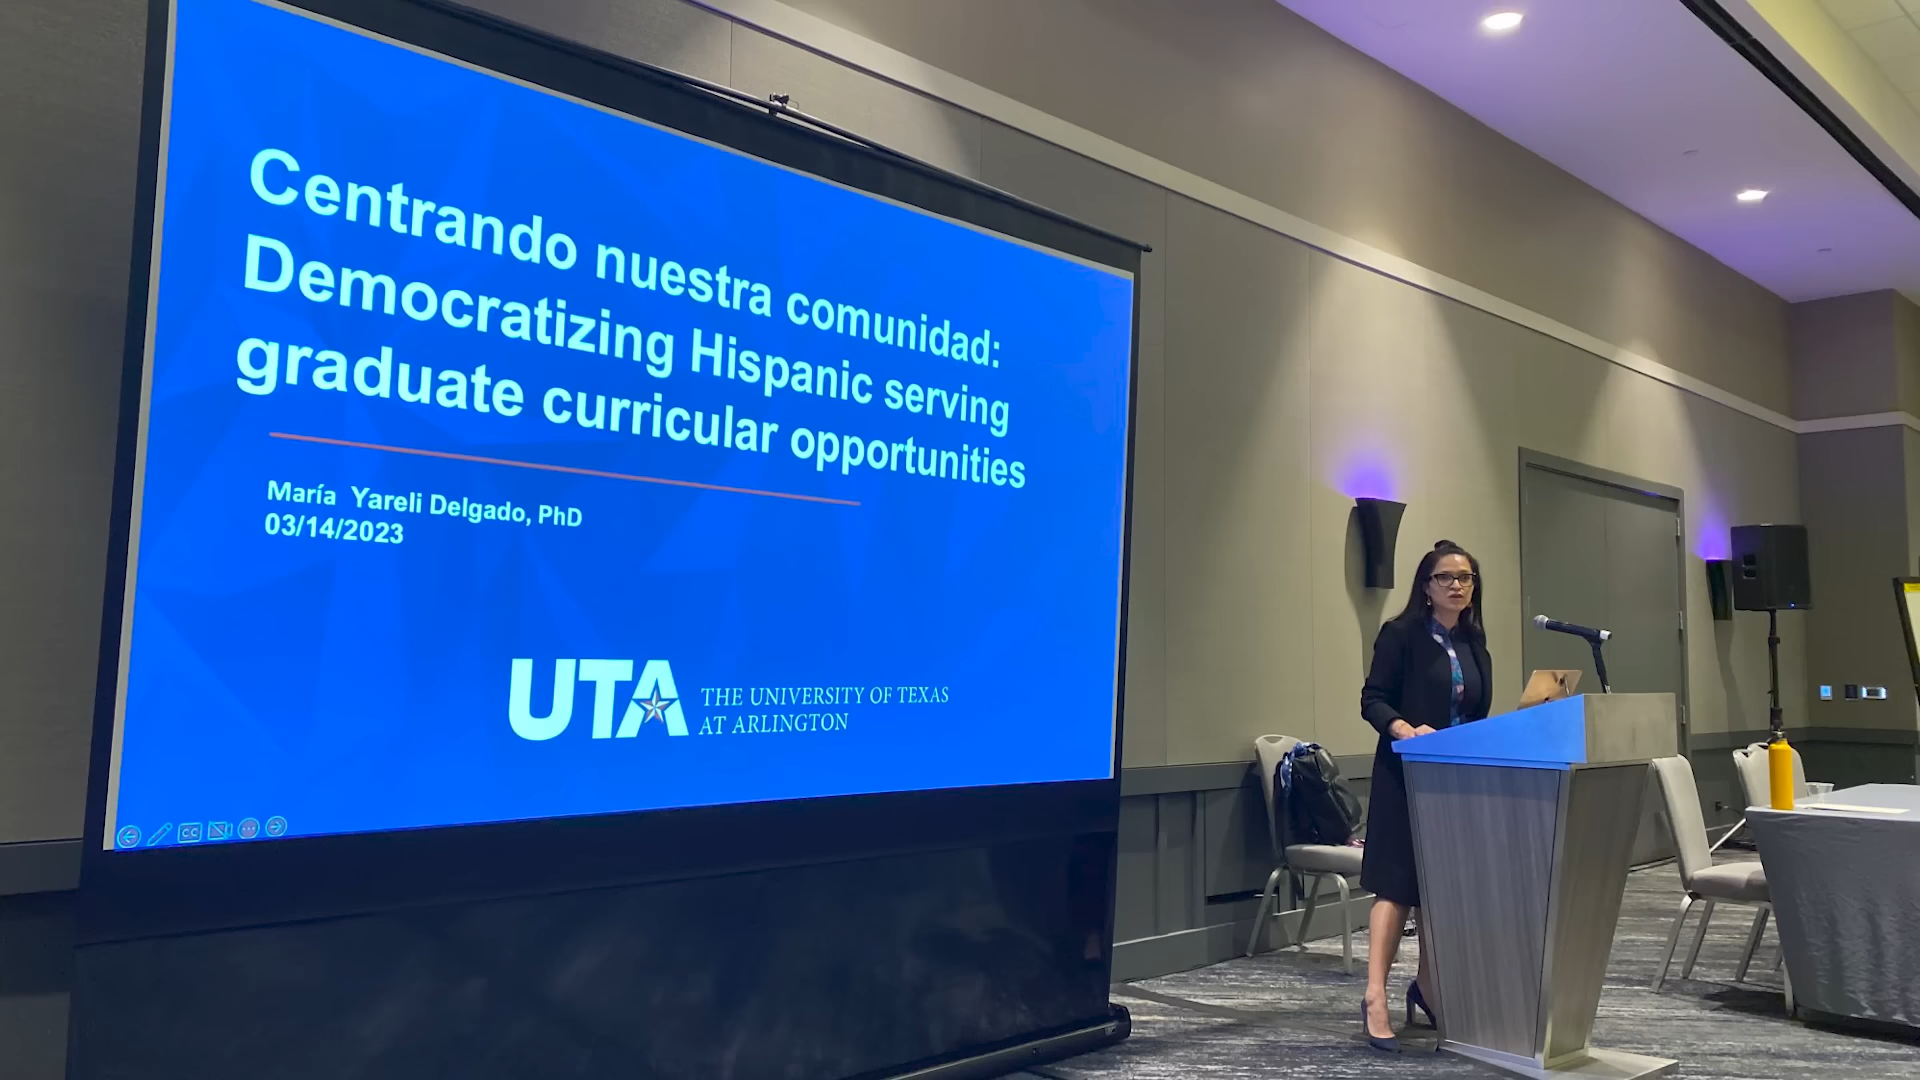 Centrando nuestra comunidad:
Democratizing Hispanic serving
graduate curricular opportunities
María Yareli Delgado, PhD
03/14/2023
UTA
THE UNIVERSITY OF TEXAS
AT ARLINGTON
CC